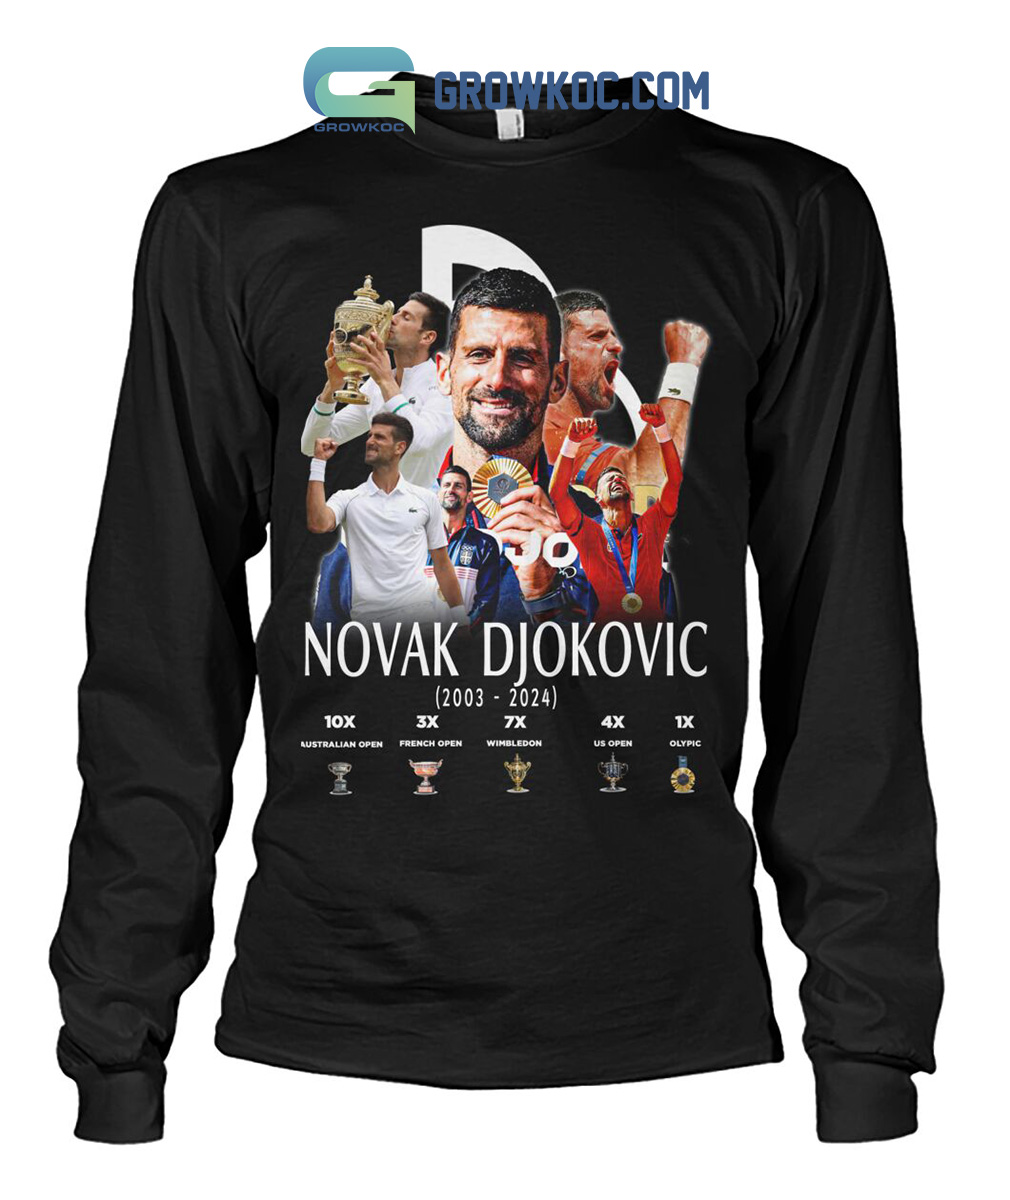 GROWKOC
GROWKOC.COM
NOVAK DJOKOVIC
(2003 - 2024)
10X 3X 7X 4X 1X
AUSTRALIAN OPEN FRENCH OPEN WIMBLEDON US OPEN OLYPIC